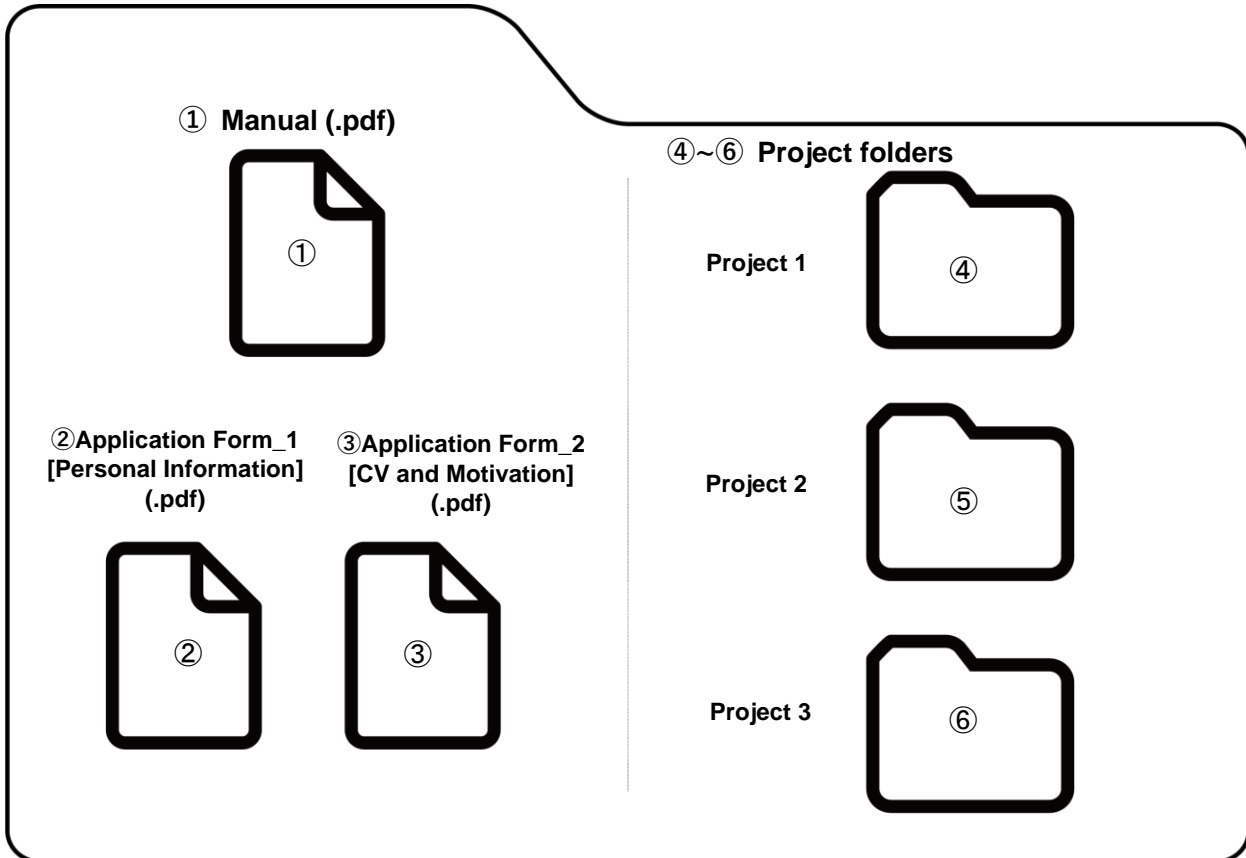 ① Manual (.pdf)
①
②Application Form_1
[Personal Information]
(.pdf)
③Application Form_2
[CV and Motivation]
(.pdf)
②
③
④~⑥ Project folders
Project 1
④
Project 2
⑤
Project 3
⑥